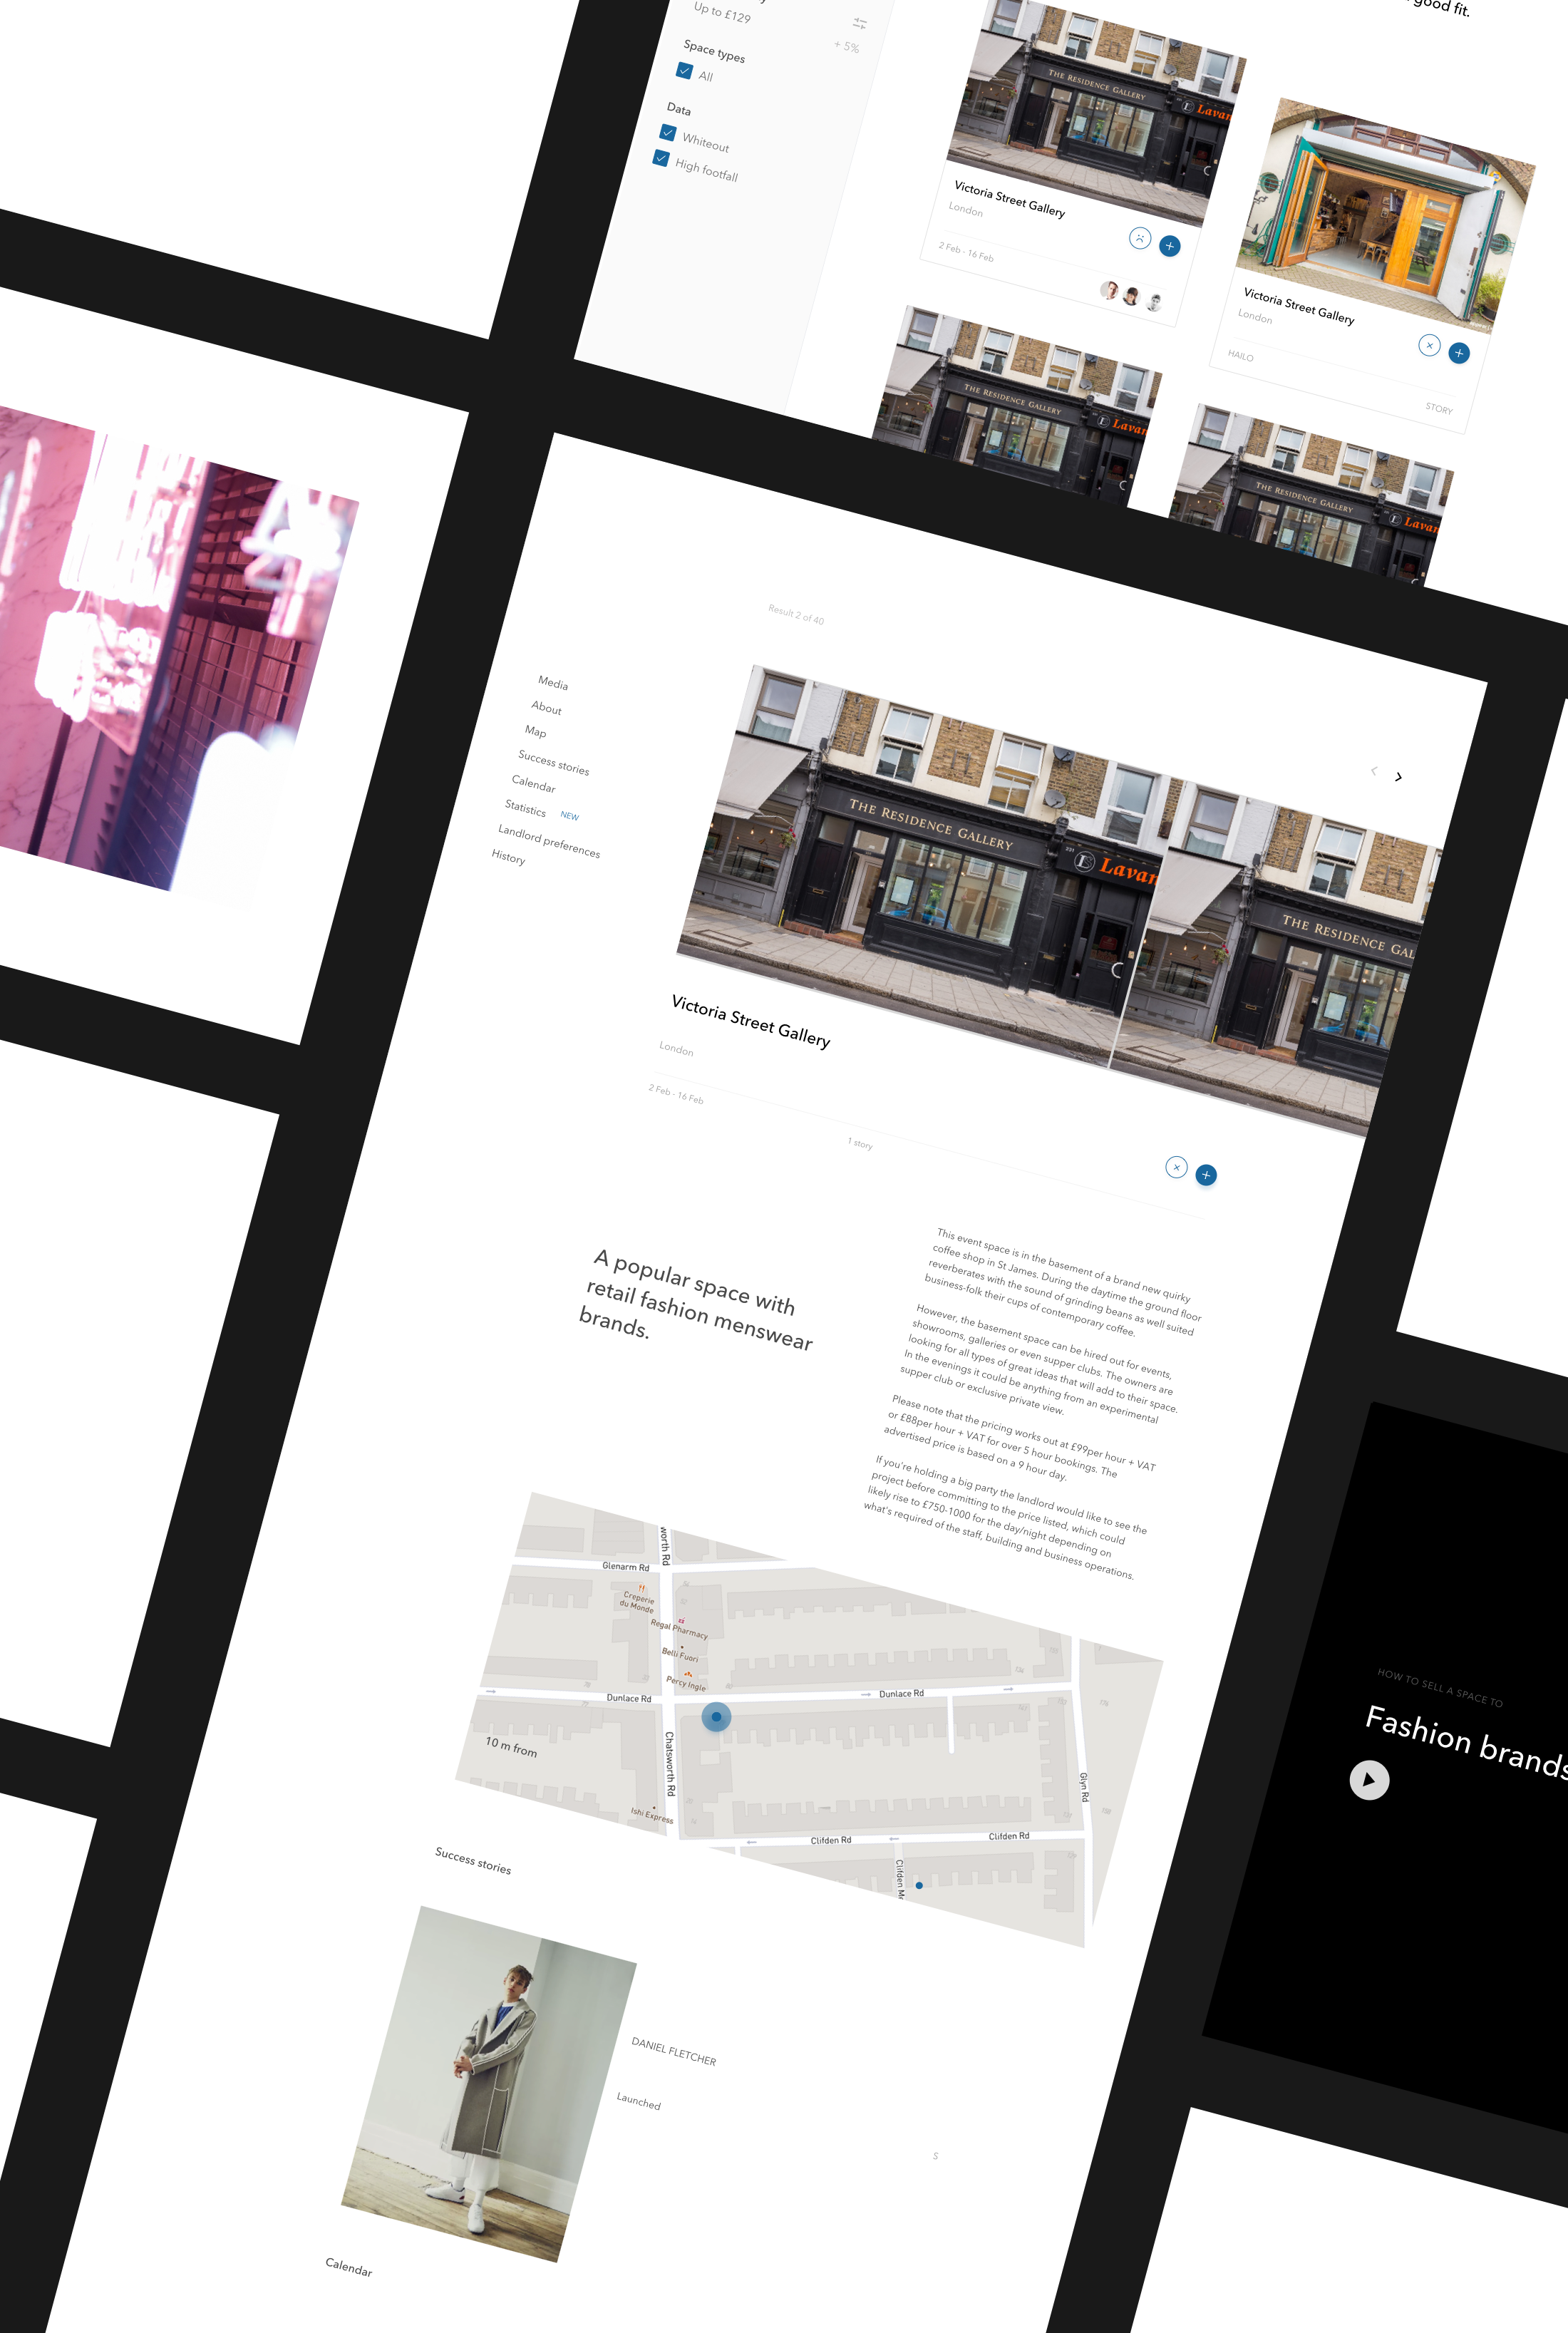 good fit.
Up to £129
+ 5%
Space types
All
Data
Whiteout
High footfall
THE RESIDENCE GALLERY
Lavan
Victoria Street Gallery
London
2 Feb - 16 Feb
Victoria Street Gallery
London
HAILO
STORY
THE RESIDENCE GALLERY
Lavan
THE RESIDENCE GALLERY
Lavan
Result 2 of 40
Media
About
Map
Success stories
Calendar
Statistics NEW
Landlord preferences
History
THE RESIDENCE GALLERY
Lavan
THE RESIDENCE GAL
Victoria Street Gallery
London
2 Feb - 16 Feb
1 story
A popular space with
retail fashion menswear
brands.
This event space is in the basement of a brand new quirky
coffee shop in St James. During the daytime the ground floor
reverberates with the sound of grinding beans as well suited
business-folk their cups of contemporary coffee.
However, the basement space can be hired out for events,
showrooms, galleries or even supper clubs. The owners are
looking for all types of great ideas that will add to their space.
In the evenings it could be anything from an experimental
supper club or exclusive private view.
Please note that the pricing works out at £99per hour + VAT
or £88per hour + VAT for over 5 hour bookings. The
advertised price is based on a 9 hour day.
If you're holding a big party the landlord would like to see the
project before committing to the price listed, which could
likely rise to £750-1000 for the day/night depending on
what's required of the staff, building and business operations.
worth Rd
Glenarm Rd
Creperie
du Monde
Regal Pharmacy
Belli Fuori
Percy Ingle
Dunlace Rd
Dunlace Rd
10 m from
Chatsworth Rd
Glyn Rd
Ishi Express
Clifden Rd
Clifden Rd
Clifden M
Success stories
DANIEL FLETCHER
Launched
S
Calendar
HOW TO SELL A SPACE TO
Fashion brands